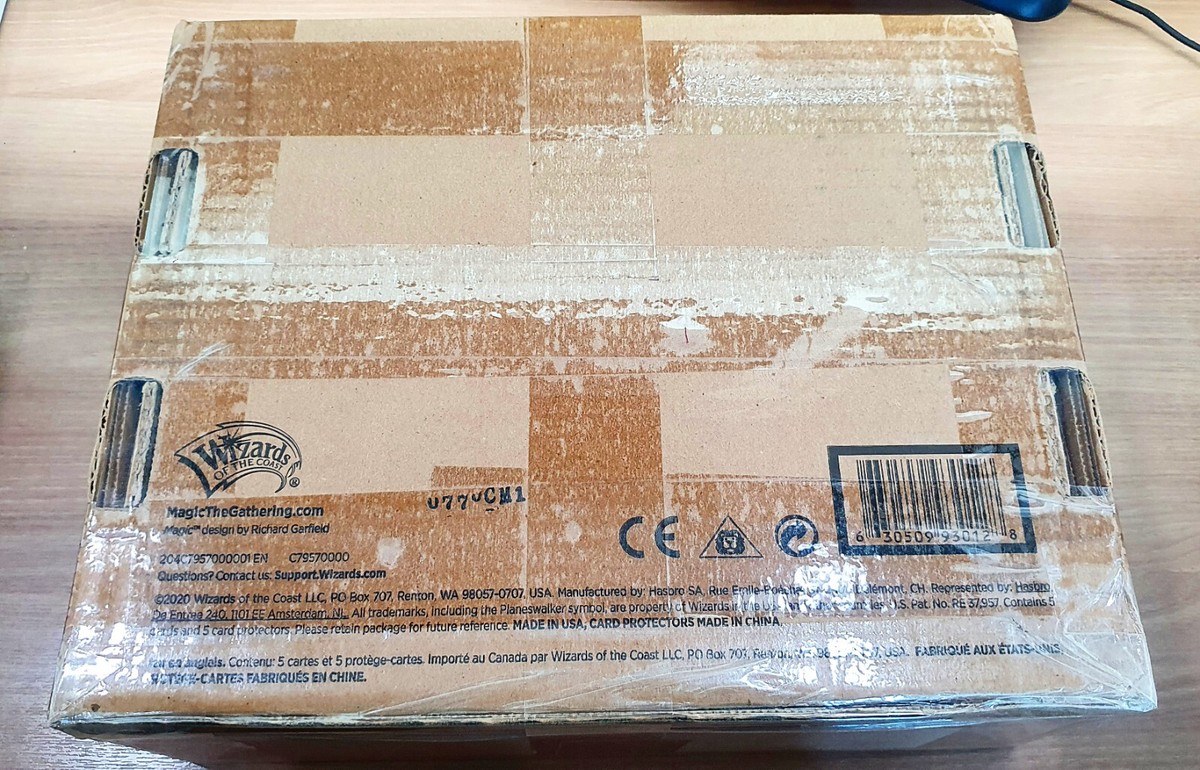 Wizards
OF THE COAST ®
MagicTheGathering.com
Magic™ design by Richard Garfield
204C7957000001 EN C79570000
Questions? Contact us: Support.Wizards.com
CE
6 30509 93012 8
©2020 Wizards of the Coast LLC, PO Box 707, Renton, WA 98057-0707, USA. Manufactured by: Hasbro SA, Rue Emile-Boéchat CH. Represented by: Hasbro
De Entree 240, 1101 EE Amsterdam, NL. All trademarks, including the Planeswalker symbol, are property of Wizards in the U.S. Pat. No. RE 37,957. Contains 5
cards and 5 card protectors. Please retain package for future reference. MADE IN USA, CARD PROTECTORS MADE IN CHINA.
en anglais. Contenu: 5 cartes et 5 protège-cartes. Importé au Canada par Wizards of the Coast LLC, PO Box 707, USA. FABRIQUÉ AUX ÉTATS-UNIS,
PROTÈGE-CARTES FABRIQUÉS EN CHINE.